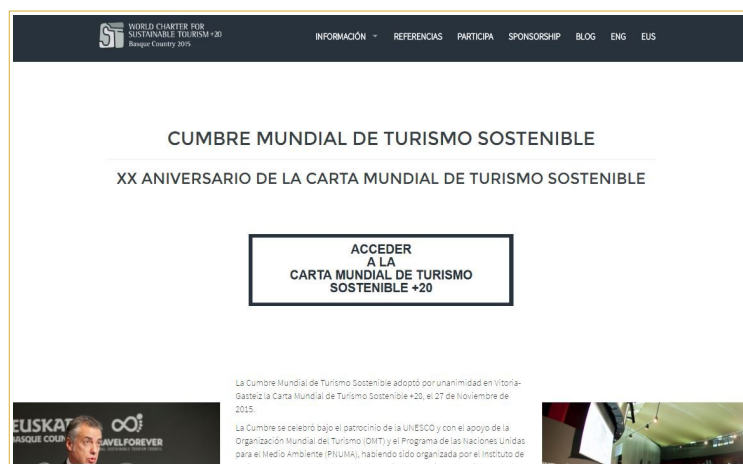 WORLD CHARTER FOR
SUSTAINABLE TOURISM +20
Basque Country 2015
INFORMACIÓN REFERENCIAS PARTICIPA SPONSORSHIP BLOG ENG EUS
CUMBRE MUNDIAL DE TURISMO SOSTENIBLE
XX ANIVERSARIO DE LA CARTA MUNDIAL DE TURISMO SOSTENIBLE
ACCEDER
A LA
CARTA MUNDIAL DE TURISMO
SOSTENIBLE +20
La Cumbre Mundial de Turismo Sostenible adoptó por unanimidad en Vitoria-
Gasteiz la Carta Mundial de Turismo Sostenible +20, el 27 de Noviembre de
2015.
La Cumbre se celebró bajo el patrocinio de la UNESCO y con el apoyo de la
Organización Mundial del Turismo (OMT) y el Programa de las Naciones Unidas
para el Medio Ambiente (PNUMA), habiendo sido organizada por el Instituto de
EUSKA
BASQUE COUN
AVELFOREVER